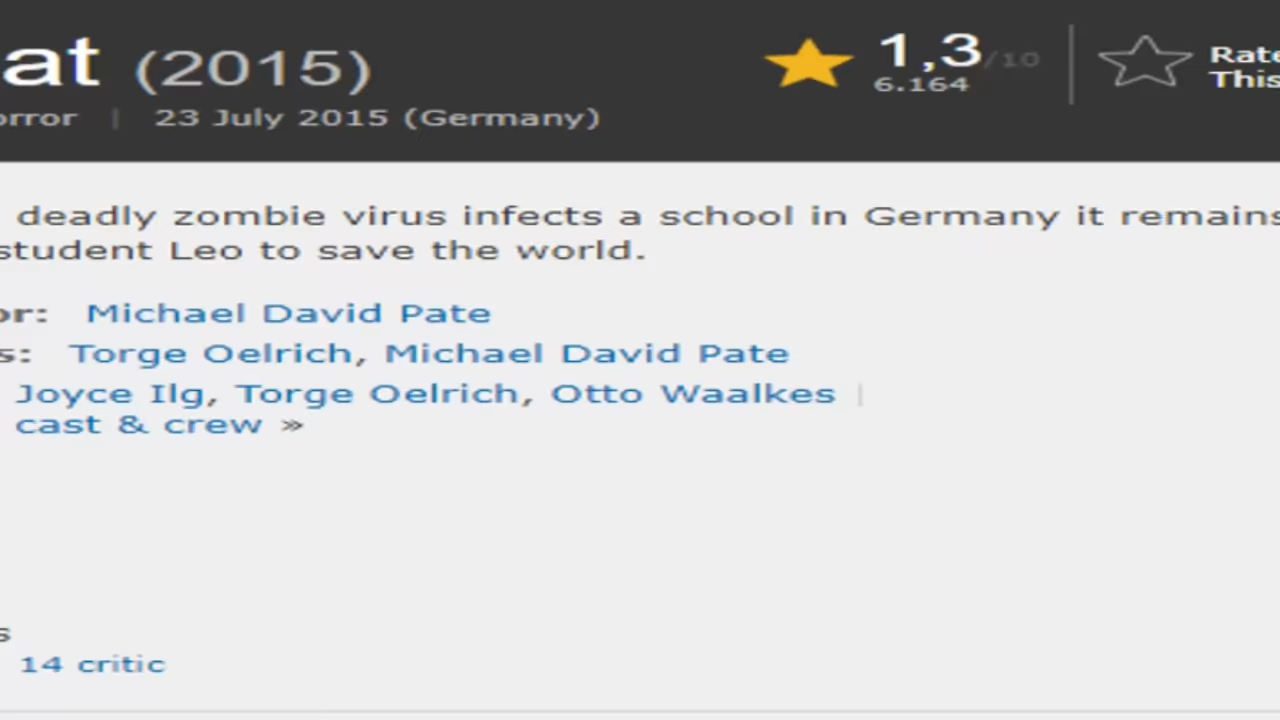 at (2015)
1,3/10
6.164
Rate
This
orror | 23 July 2015 (Germany)
deadly zombie virus infects a school in Germany it remains
student Leo to save the world.
or: Michael David Pate
s: Torge Oelrich, Michael David Pate
Joyce Ilg, Torge Oelrich, Otto Waalkes |
cast & crew »
s
14 critic